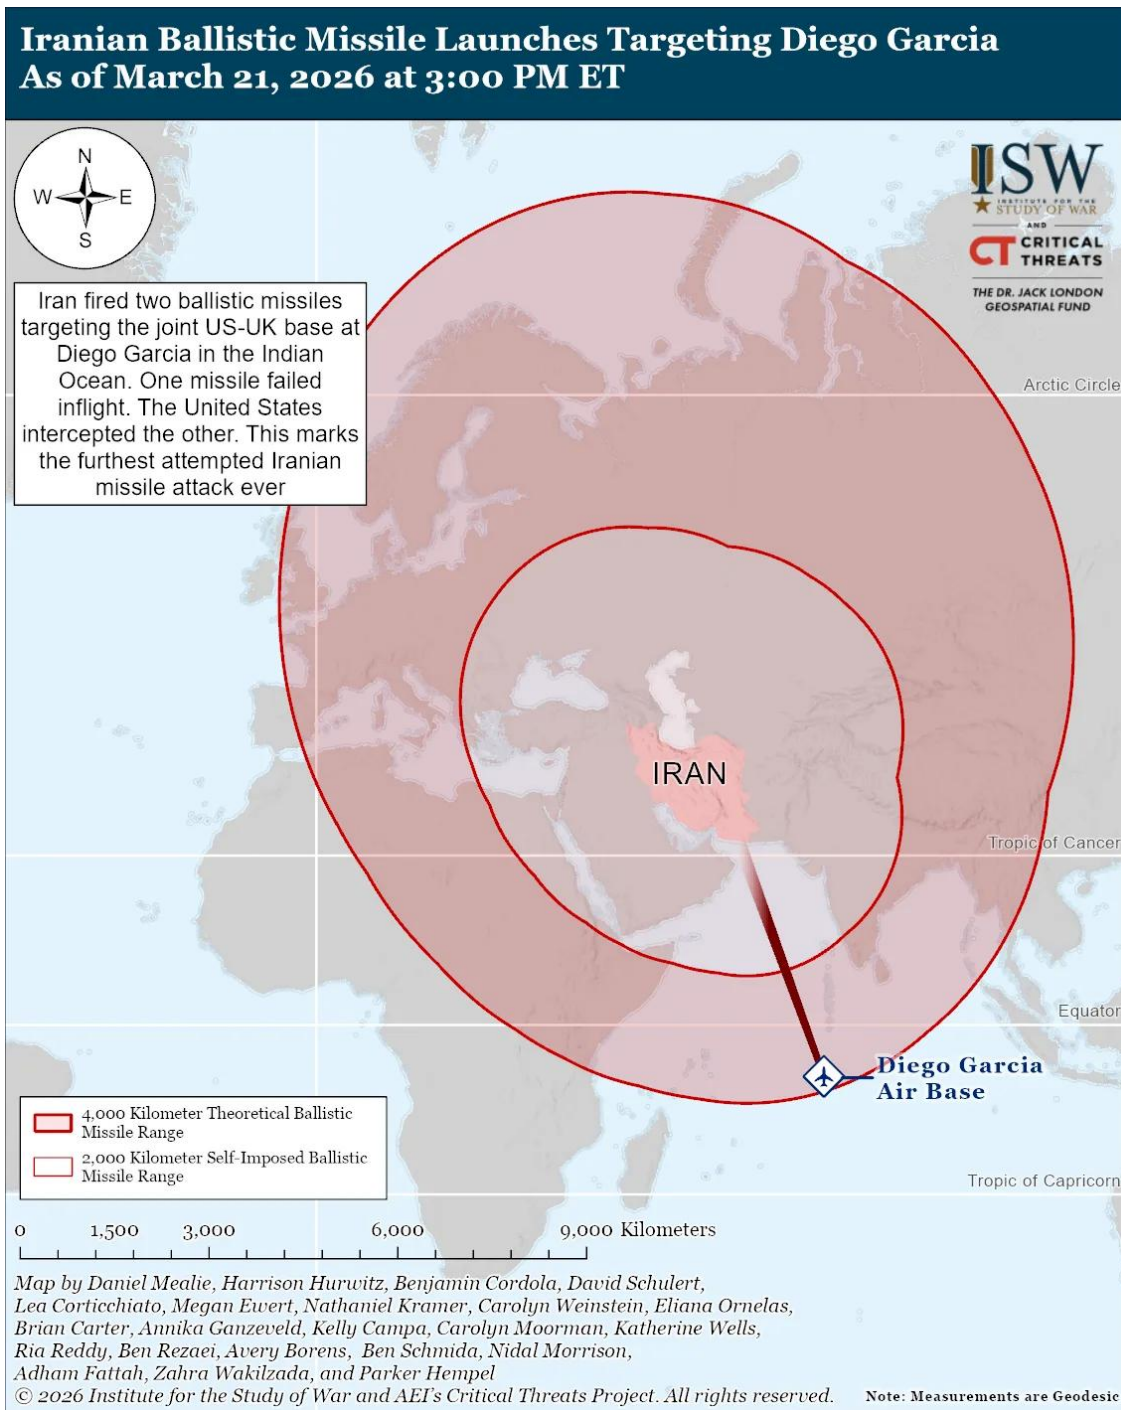 Iranian Ballistic Missile Launches Targeting Diego Garcia
As of March 21, 2026 at 3:00 PM ET
N
W
E
S
ISW
INSTITUTE FOR THE
STUDY OF WAR
AND
CT CRITICAL
THREATS
THE DR. JACK LONDON
GEOSPATIAL FUND
Iran fired two ballistic missiles
targeting the joint US-UK base at
Diego Garcia in the Indian
Ocean. One missile failed
inflight. The United States
intercepted the other. This marks
the furthest attempted Iranian
missile attack ever
Arctic Circle
IRAN
Tropic of Cancer
Equator
Diego Garcia
Air Base
4,000 Kilometer Theoretical Ballistic
Missile Range
2,000 Kilometer Self-Imposed Ballistic
Missile Range
Tropic of Capricorn
0 1,500 3,000 6,000 9,000 Kilometers
Map by Daniel Mealie, Harrison Hurwitz, Benjamin Cordola, David Schulert,
Lea Corticchiato, Megan Ewert, Nathaniel Kramer, Carolyn Weinstein, Eliana Ornelas,
Brian Carter, Annika Ganzeveld, Kelly Campa, Carolyn Moorman, Katherine Wells,
Ria Reddy, Ben Rezaei, Avery Borens, Ben Schmida, Nidal Morrison,
Adham Fattah, Zahra Wakilzada, and Parker Hempel
© 2026 Institute for the Study of War and AEI's Critical Threats Project. All rights reserved.
Note: Measurements are Geodesic